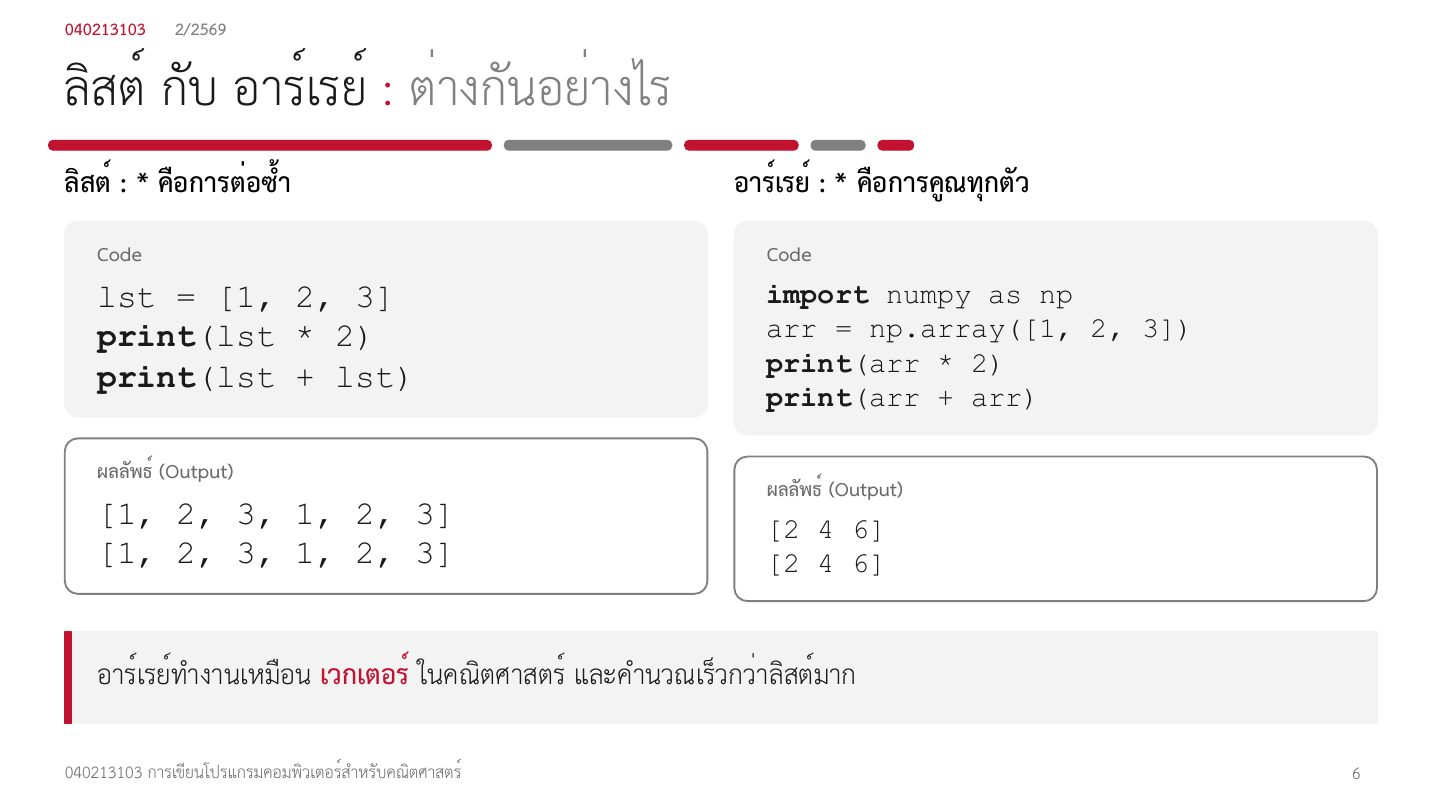 040213103 2/2569
ลิสต์ กับ อาร์เรย์ : ต่างกันอย่างไร
ลิสต์ : * คือการต่อซ้ำ
Code
lst = [1, 2, 3]
print(lst * 2)
print(lst + lst)
ผลลัพธ์ (Output)
[1, 2, 3, 1, 2, 3]
[1, 2, 3, 1, 2, 3]
อาร์เรย์ : * คือการคูณทุกตัว
Code
import numpy as np
arr = np.array([1, 2, 3])
print(arr * 2)
print(arr + arr)
ผลลัพธ์ (Output)
[2 4 6]
[2 4 6]
อาร์เรย์ทำงานเหมือน เวกเตอร์ ในคณิตศาสตร์ และคำนวณเร็วกว่าลิสต์มาก
040213103 การเขียนโปรแกรมคอมพิวเตอร์สำหรับคณิตศาสตร์ 6